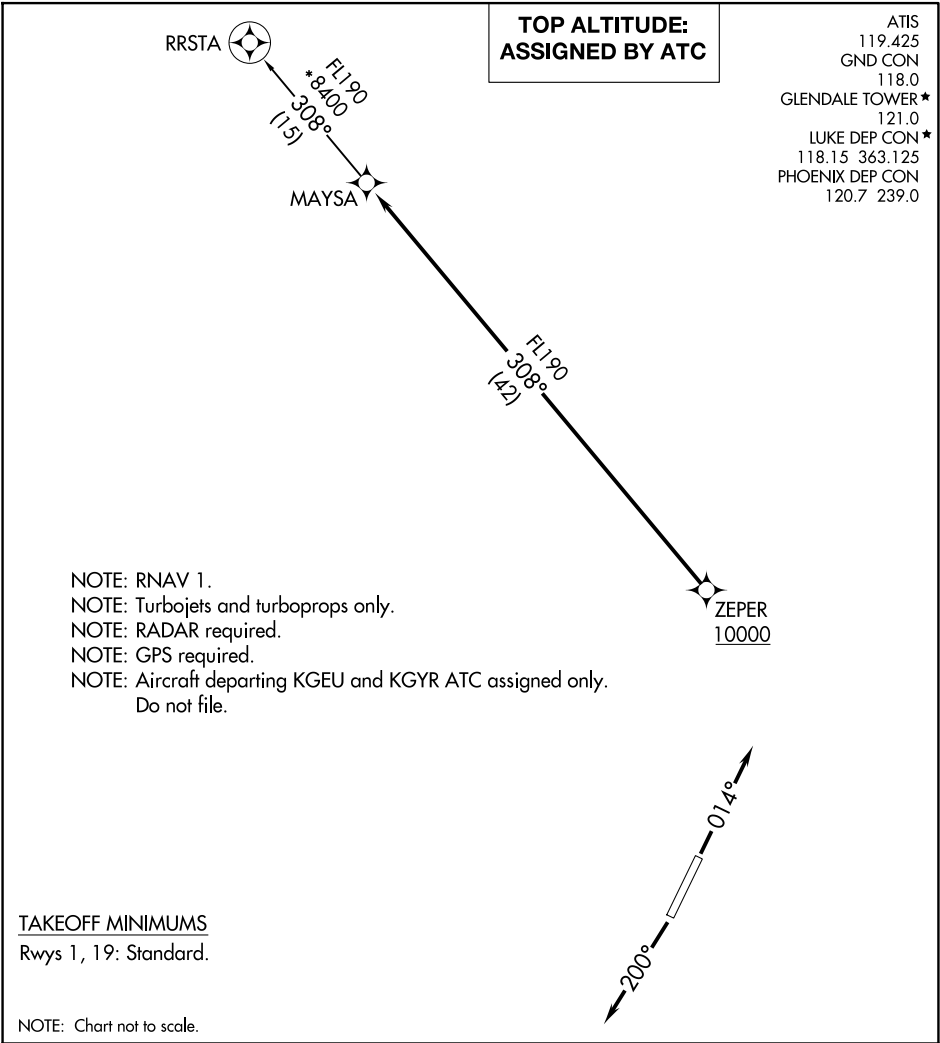 TOP ALTITUDE:
ASSIGNED BY ATC
ATIS
119.425
GND CON
118.0
GLENDALE TOWER★
121.0
LUKE DEP CON★
118.15 363.125
PHOENIX DEP CON
120.7 239.0
RRSTA
FL190
*8400
308°
(15)
MAYSA
FL190
308°
(42)
ZEPER
10000
NOTE: RNAV 1.
NOTE: Turbojets and turboprops only.
NOTE: RADAR required.
NOTE: GPS required.
NOTE: Aircraft departing KGEU and KGYR ATC assigned only.
Do not file.
014°
200°
TAKEOFF MINIMUMS
Rwys 1, 19: Standard.
NOTE: Chart not to scale.